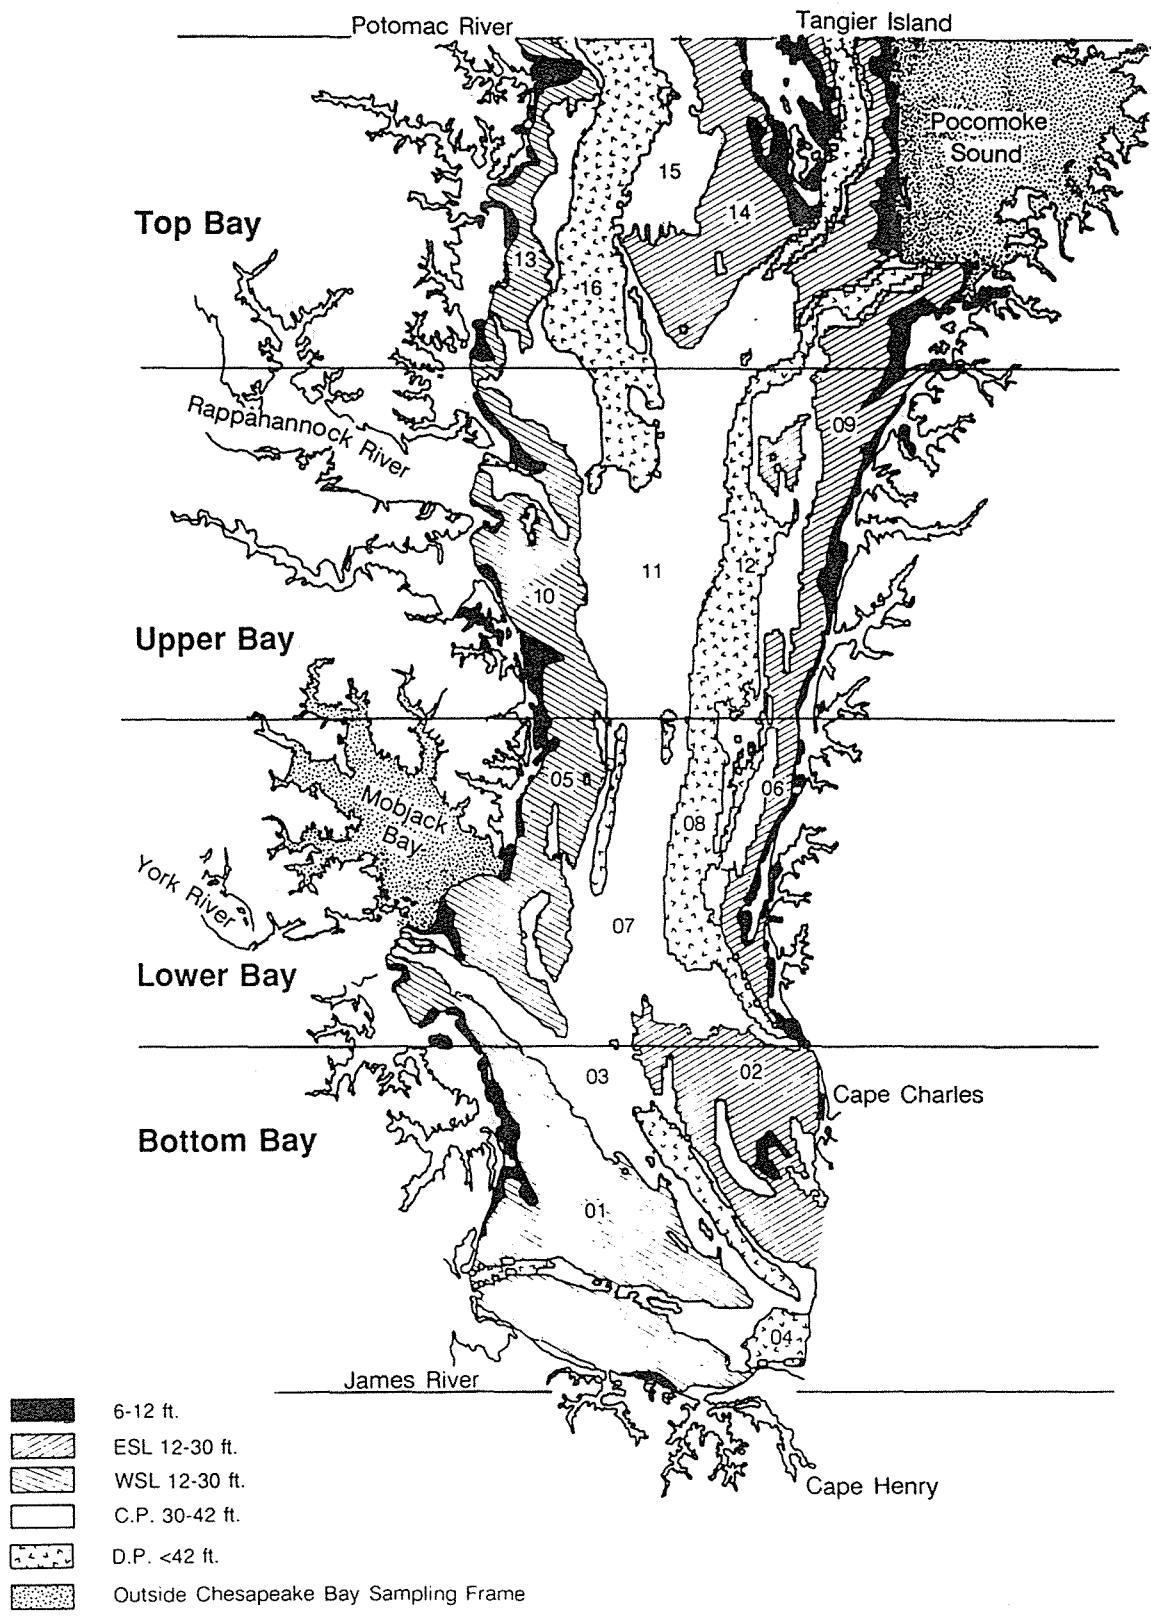 Potomac River
Tangier Island
Pocomoke
Sound
15
14
Top Bay
13
16
Rappahannock River
09
11
12
10
Upper Bay
05
06
Mobjack
Bay
08
York River
07
Lower Bay
03
02
Cape Charles
Bottom Bay
01
04
James River
6-12 ft.
ESL 12-30 ft.
WSL 12-30 ft.
C.P. 30-42 ft.
D.P. <42 ft.
Outside Chesapeake Bay Sampling Frame
Cape Henry